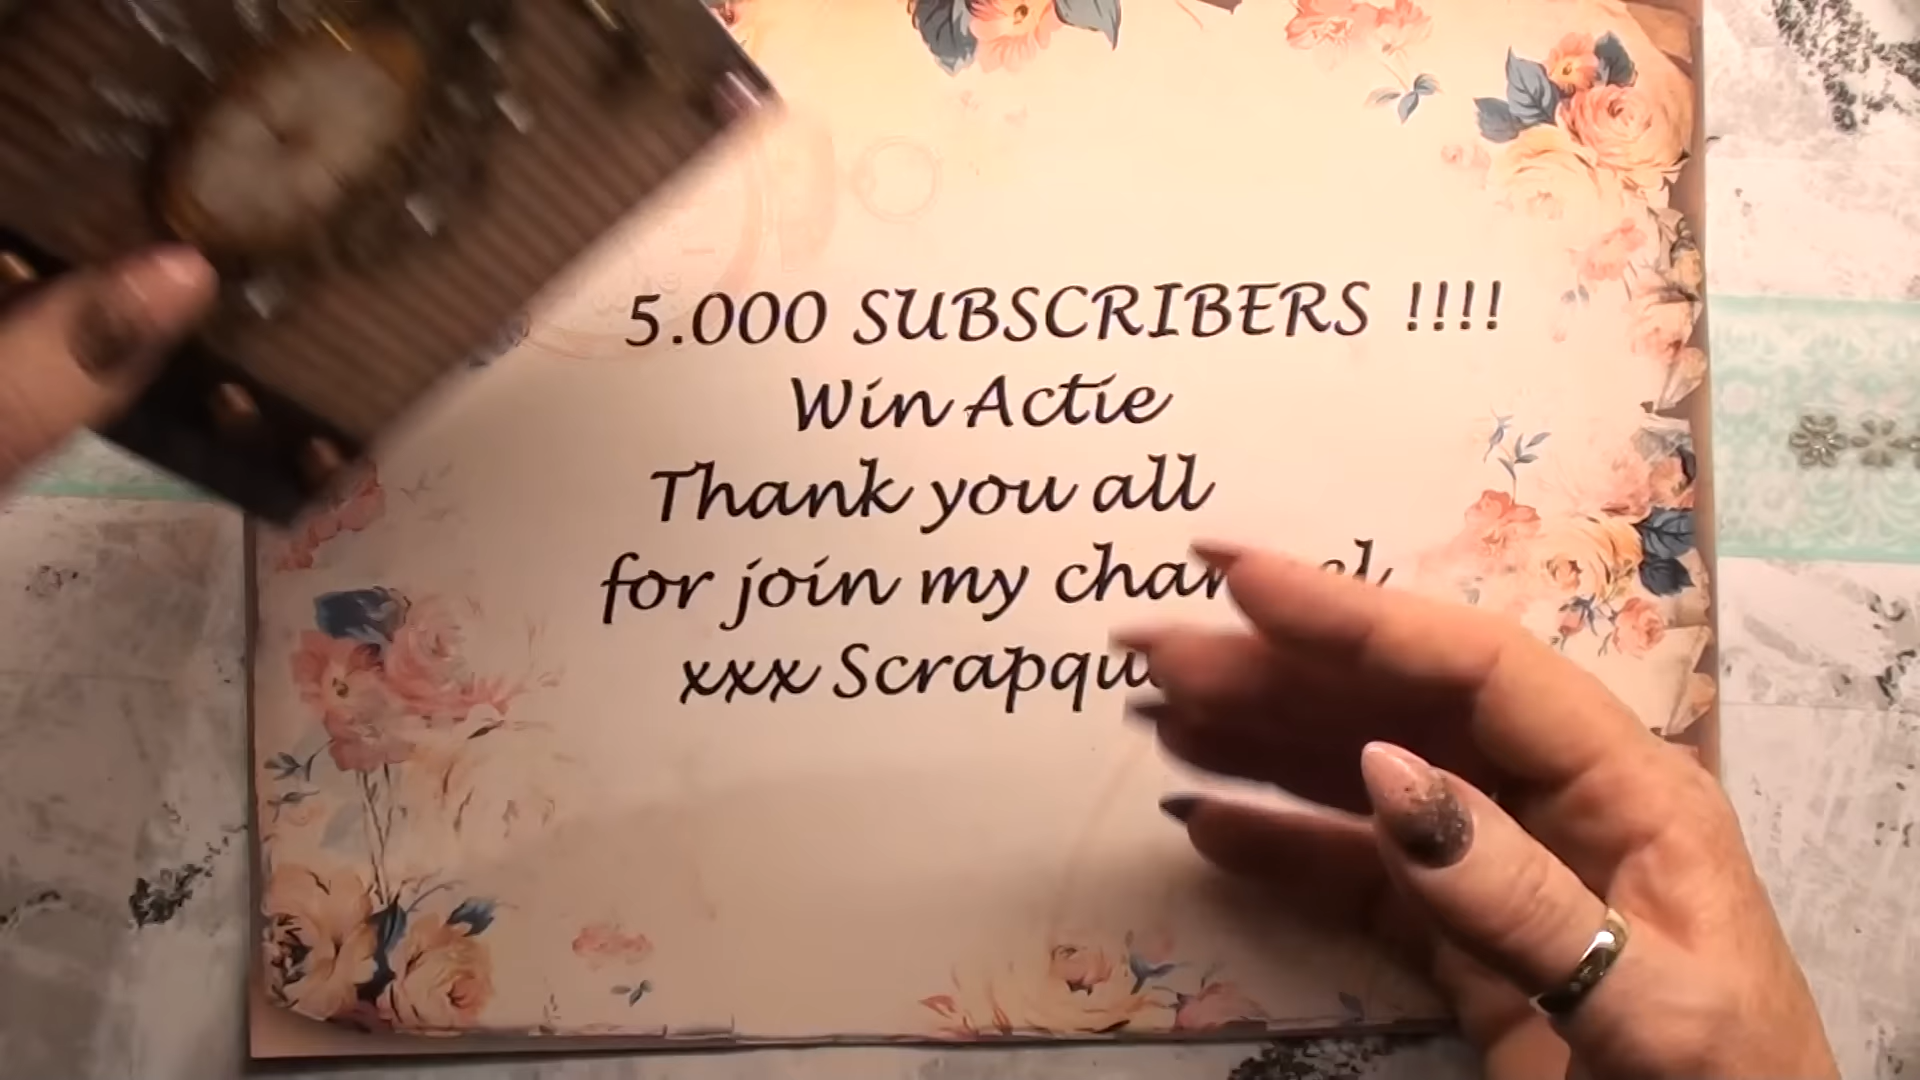 5.000 SUBSCRIBERS !!!!
Win Actie
Thank you all
for join my
xxx